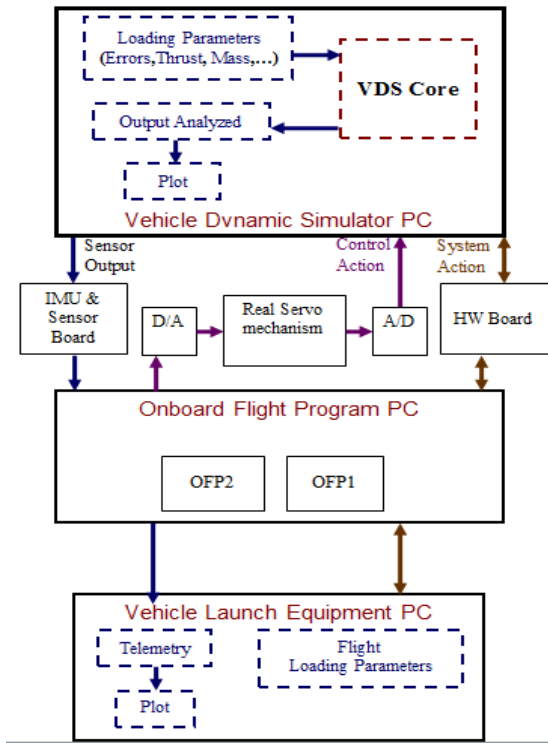 Loading Parameters
(Errors,Thrust, Mass,...)
VDS Core
Output Analyzed
Plot
Vehicle Dvnamic Simulator PC
Sensor
Output
Control
Action
System
Action
IMU &
Sensor
Board
D/A
Real Servo
mechanism
A/D
HW Board
Onboard Flight Program PC
OFP2
OFP1
Vehicle Launch Equipment PC
Telemetry
Flight
Loading Parameters
Plot